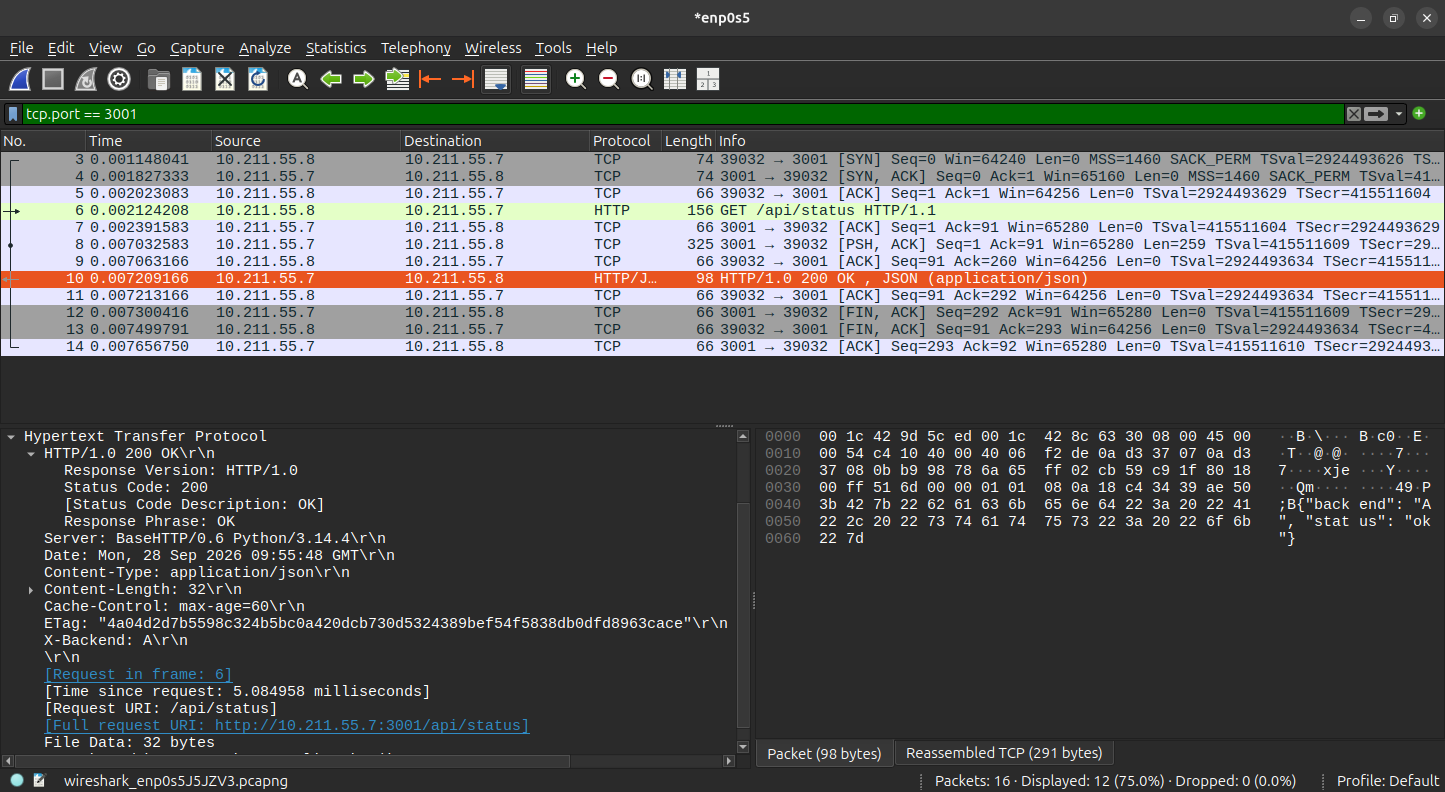 *enp0s5
File Edit View Go Capture Analyze Statistics Telephony Wireless Tools Help
tcp.port == 3001
No. Time Source Destination Protocol Length Info
3 0.001148041 10.211.55.8 10.211.55.7 TCP 74 39032 → 3001 [SYN] Seq=0 Win=64240 Len=0 MSS=1460 SACK_PERM TSval=2924493626 TS…
4 0.001827333 10.211.55.7 10.211.55.8 TCP 74 3001 → 39032 [SYN, ACK] Seq=0 Ack=1 Win=65160 Len=0 MSS=1460 SACK_PERM TSval=41…
5 0.002023083 10.211.55.8 10.211.55.7 TCP 66 39032 → 3001 [ACK] Seq=1 Ack=1 Win=64256 Len=0 TSval=2924493629 TSecr=415511604
6 0.002124208 10.211.55.8 10.211.55.7 HTTP 156 GET /api/status HTTP/1.1
7 0.002391583 10.211.55.7 10.211.55.8 TCP 66 3001 → 39032 [ACK] Seq=1 Ack=91 Win=65280 Len=0 TSval=415511604 TSecr=2924493629
8 0.007032583 10.211.55.7 10.211.55.8 TCP 325 3001 → 39032 [PSH, ACK] Seq=1 Ack=91 Win=65280 Len=259 TSval=415511609 TSecr=29…
9 0.007063166 10.211.55.8 10.211.55.7 TCP 66 39032 → 3001 [ACK] Seq=91 Ack=260 Win=64256 Len=0 TSval=2924493634 TSecr=415511…
10 0.007209166 10.211.55.7 10.211.55.8 HTTP/J… 98 HTTP/1.0 200 OK , JSON (application/json)
11 0.007213166 10.211.55.8 10.211.55.7 TCP 66 39032 → 3001 [ACK] Seq=91 Ack=292 Win=64256 Len=0 TSval=2924493634 TSecr=415511…
12 0.007300416 10.211.55.7 10.211.55.8 TCP 66 3001 → 39032 [FIN, ACK] Seq=292 Ack=91 Win=65280 Len=0 TSval=415511609 TSecr=29…
13 0.007499791 10.211.55.8 10.211.55.7 TCP 66 39032 → 3001 [FIN, ACK] Seq=91 Ack=293 Win=64256 Len=0 TSval=2924493634 TSecr=4…
14 0.007656750 10.211.55.7 10.211.55.8 TCP 66 3001 → 39032 [ACK] Seq=293 Ack=92 Win=65280 Len=0 TSval=415511610 TSecr=2924493…
Hypertext Transfer Protocol
HTTP/1.0 200 OK\r\n
Response Version: HTTP/1.0
Status Code: 200
[Status Code Description: OK]
Response Phrase: OK
Server: BaseHTTP/0.6 Python/3.14.4\r\n
Date: Mon, 28 Sep 2026 09:55:48 GMT\r\n
Content-Type: application/json\r\n
Content-Length: 32\r\n
Cache-Control: max-age=60\r\n
ETag: "4a04d2d7b5598c324b5bc0a420dcb730d5324389bef54f5838db0dfd8963cace"\r\n
X-Backend: A\r\n
\r\n
[Request in frame: 6]
[Time since request: 5.084958 milliseconds]
[Request URI: /api/status]
[Full request URI: http://10.211.55.7:3001/api/status]
File Data: 32 bytes
0000 00 1c 42 9d 5c ed 00 1c 42 8c 63 30 08 00 45 00 ··B·\··· B·c0··E·
0010 00 54 c4 10 40 00 40 06 f2 de 0a d3 37 07 0a d3 ·T··@·@· ····7···
0020 37 08 0b b9 98 78 6a 65 ff 02 cb 59 c9 1f 80 18 7····xje ···Y····
0030 00 ff 51 6d 00 00 01 01 08 0a 18 c4 34 39 ae 50 ··Qm···· ····49·P
0040 3b 42 7b 22 62 61 63 6b 65 6e 64 22 3a 20 22 41 ;B{"back end": "A
0050 22 2c 20 22 73 74 61 74 75 73 22 3a 20 22 6f 6b ", "stat us": "ok
0060 22 7d "}
Packet (98 bytes) Reassembled TCP (291 bytes)
wireshark_enp0s5J5JZV3.pcapng Packets: 16 · Displayed: 12 (75.0%) · Dropped: 0 (0.0%) Profile: Default